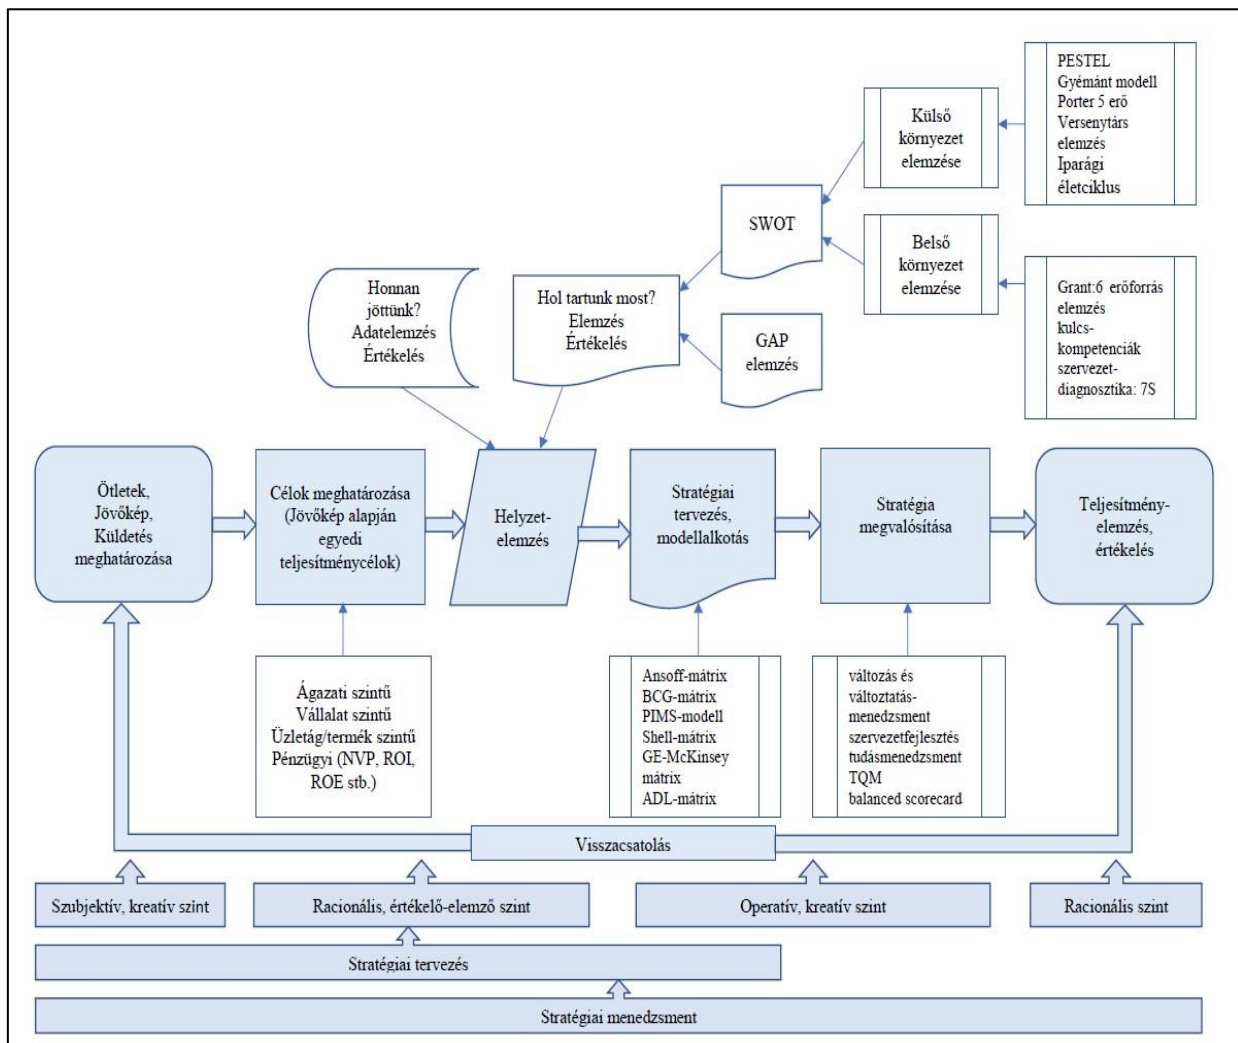 PESTEL
Gyémánt modell
Porter 5 erő
Versenytárs
elemzés
Iparági
életciklus
Külső
környezet
elemzése
SWOT
Belső
környezet
elemzése
Grant:6 erőforrás
elemzés
kulcs-
kompetenciák
szervezet-
diagnosztika: 7S
Honnan
jöttünk?
Adatelemzés
Értékelés
Hol tartunk most?
Elemzés
Értékelés
GAP
elemzés
Ötletek,
Jövőkép,
Küldetés
meghatározása
Célok meghatározása
(Jövőkép alapján
egyedi
teljesítménycélok)
Helyzet-
elemzés
Stratégiai
tervezés,
modellalkotás
Stratégia
megvalósítása
Teljesítmény-
elemzés,
értékelés
Ágazati szintű
Vállalat szintű
Üzletág/termék szintű
Pénzügyi (NVP, ROI,
ROE stb.)
Ansoff-mátrix
BCG-mátrix
PIMS-modell
Shell-mátrix
GE-McKinsey
mátrix
ADL-mátrix
változás és
változtatás-
menedzsment
szervezetfejlesztés
tudásmenedzsment
TQM
balanced scorecard
Visszacsatolás
Szubjektív, kreatív szint
Racionális, értékelő-elemző szint
Operatív, kreatív szint
Racionális szint
Stratégiai tervezés
Stratégiai menedzsment